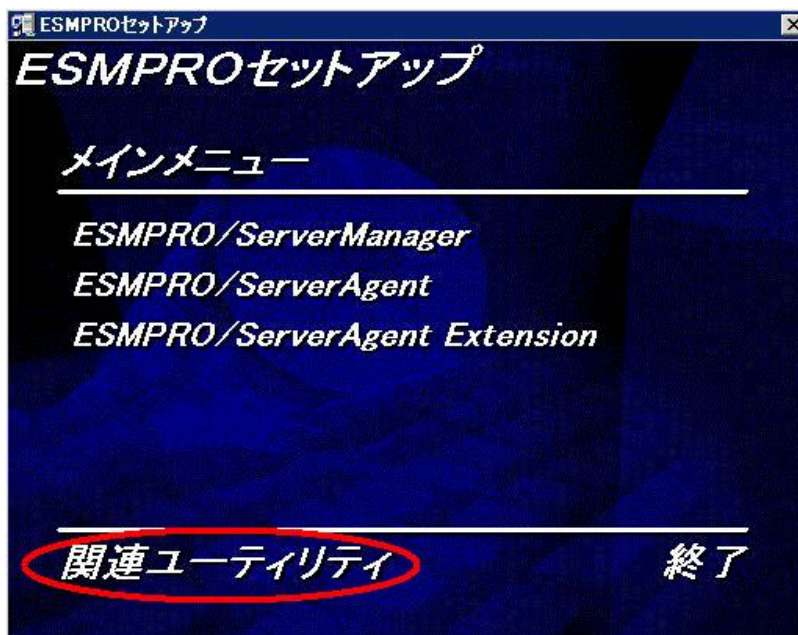 ESMPROセットアップ
ESMPROセットアップ
メインメニュー
ESMPRO/ServerManager
ESMPRO/ServerAgent
ESMPRO/ServerAgent Extension
関連ユーティリティ 終了